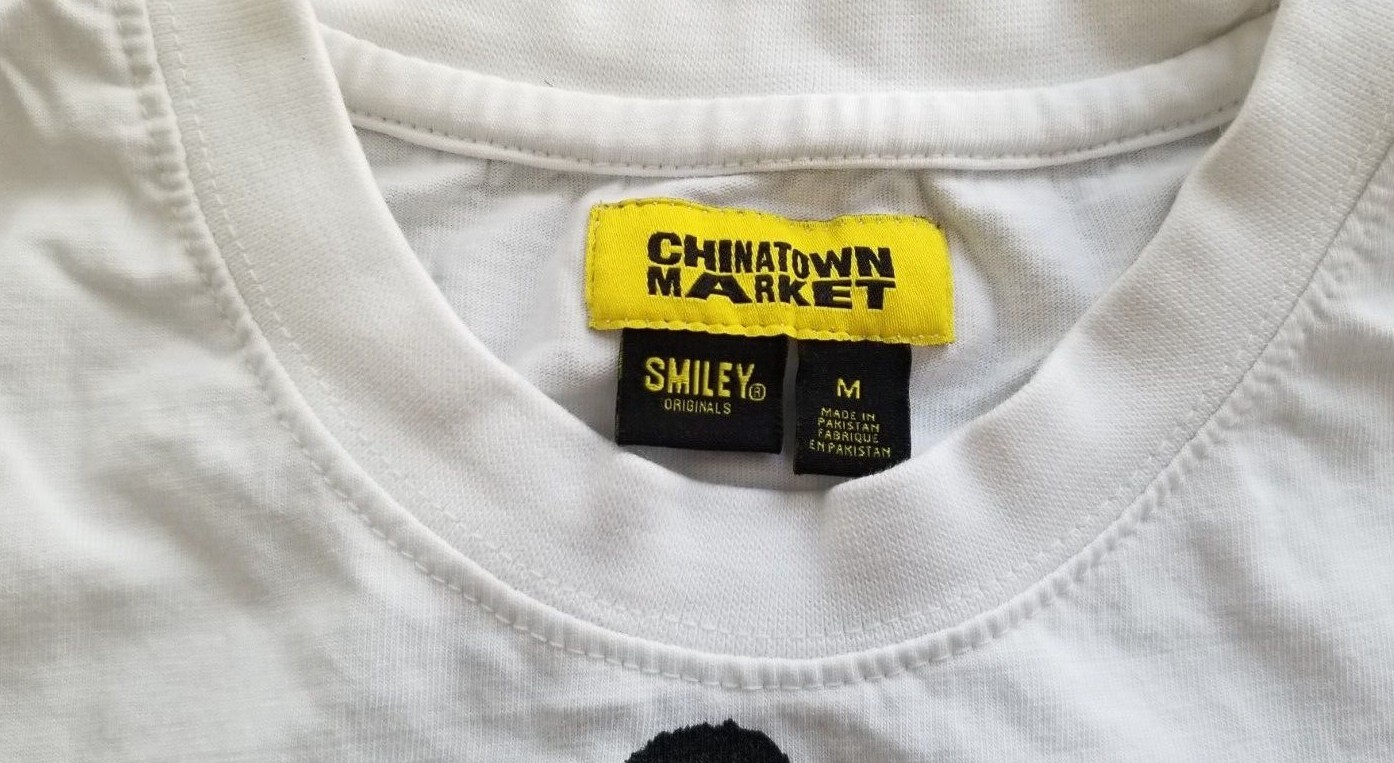 CHINATOWN
MARKET
SMILEY®
ORIGINALS
M
MADE IN
PAKISTAN
FABRIQUE
EN PAKISTAN